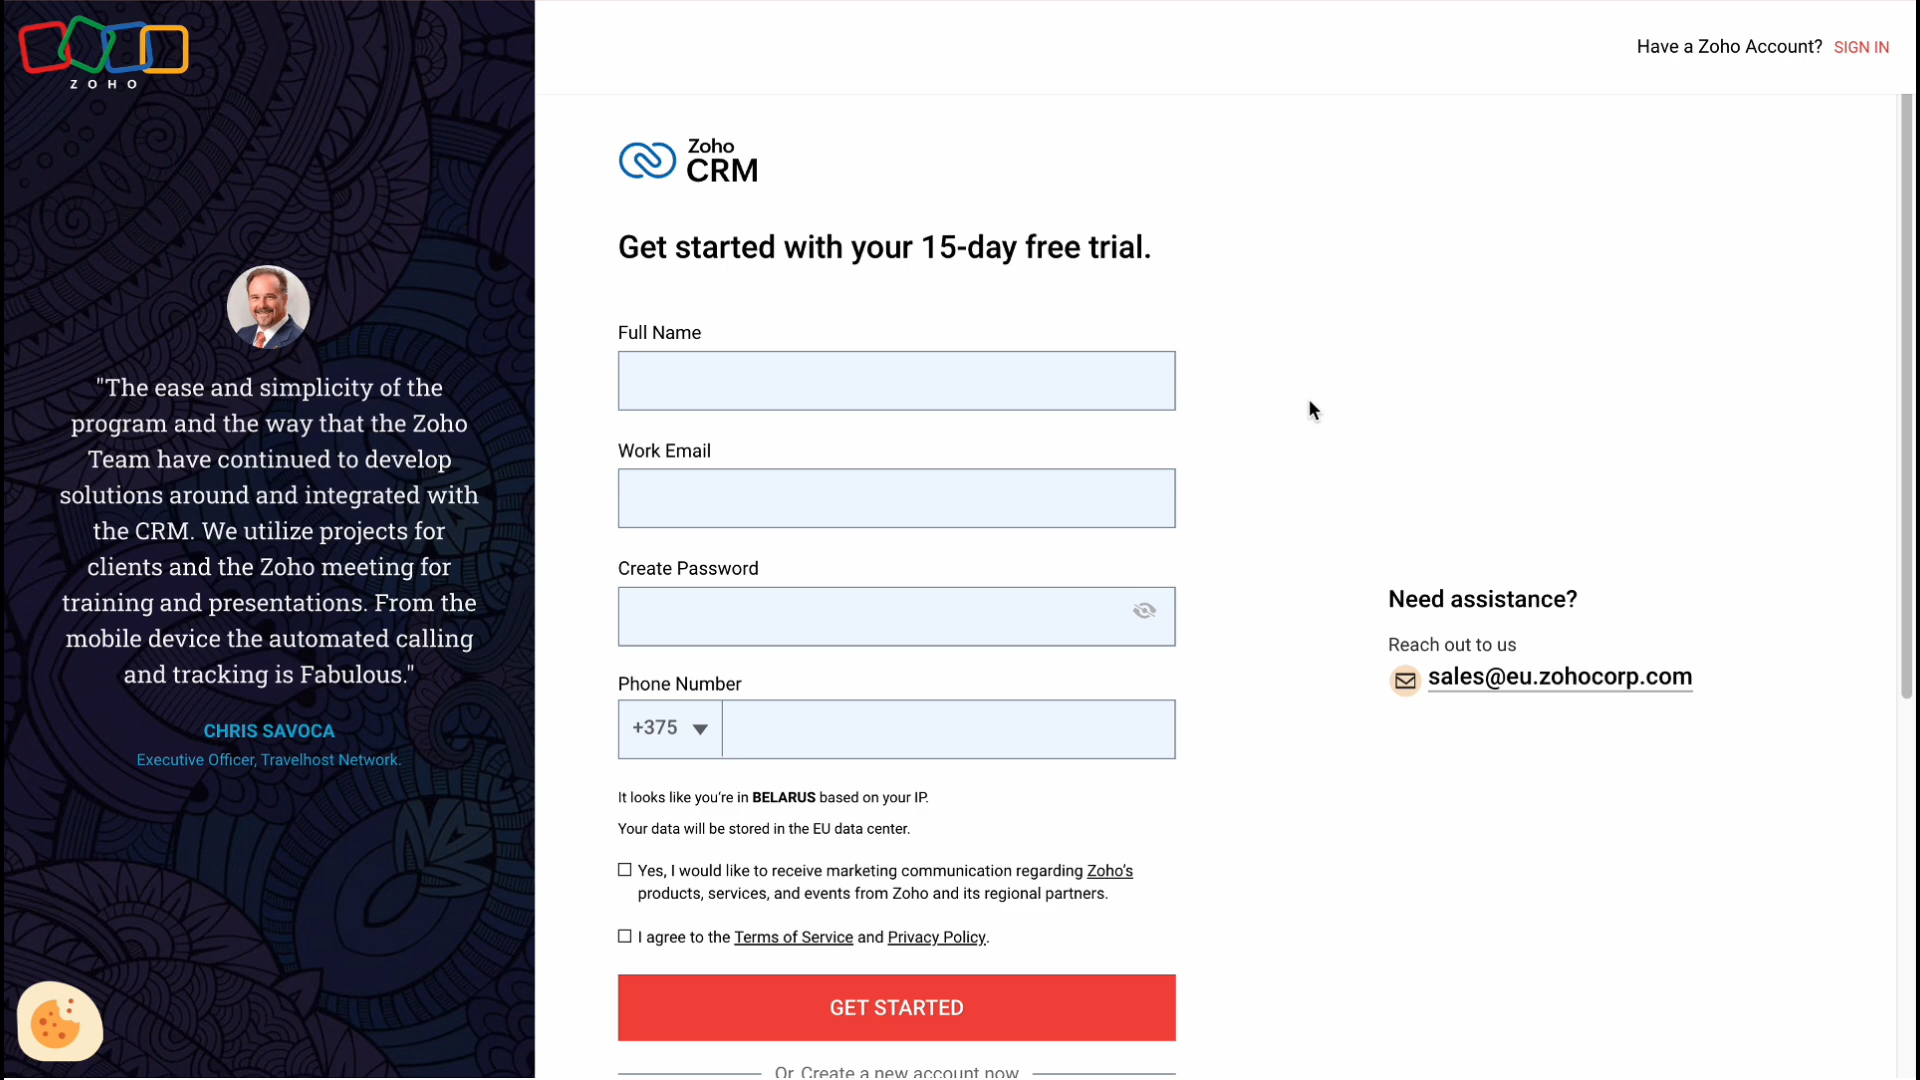 ZOHO
Have a Zoho Account? SIGN IN
Zoho
CRM
Get started with your 15-day free trial.
Full Name
Work Email
Create Password
Phone Number
+375
It looks like you're in BELARUS based on your IP.
Your data will be stored in the EU data center.
Yes, I would like to receive marketing communication regarding Zoho's
products, services, and events from Zoho and its regional partners.
I agree to the Terms of Service and Privacy Policy.
GET STARTED
Or Create a new account now
"The ease and simplicity of the
program and the way that the Zoho
Team have continued to develop
solutions around and integrated with
the CRM. We utilize projects for
clients and the Zoho meeting for
training and presentations. From the
mobile device the automated calling
and tracking is Fabulous."
CHRIS SAVOCA
Executive Officer, Travelhost Network.
Need assistance?
Reach out to us
sales@eu.zohocorp.com